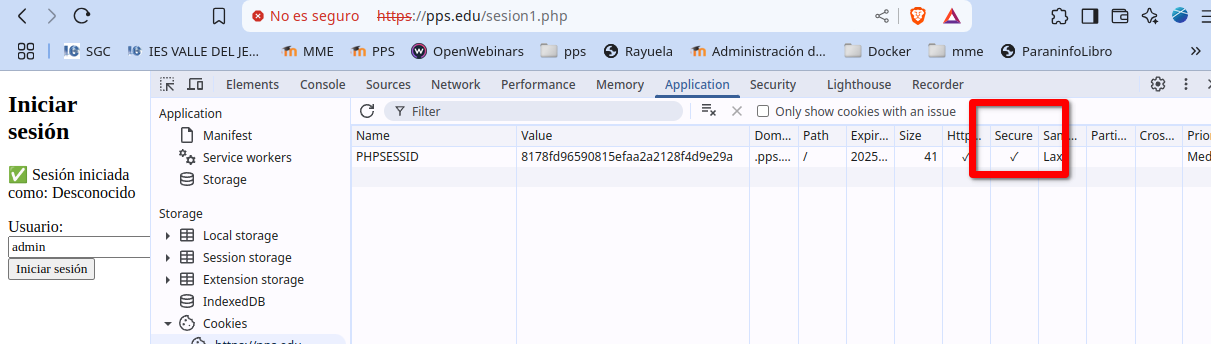 No es seguro https://pps.edu/sesion1.php
SGC IES VALLE DEL JE... MME PPS OpenWebinars pps Rayuela Administración d... Docker mme ParaninfoLibro »
Elements Console Sources Network Performance Memory Application Security Lighthouse Recorder
Iniciar
sesión
✅ Sesión iniciada
como: Desconocido
Usuario:
admin
Iniciar sesión
Application
Manifest
Service workers
Storage
Storage
Local storage
Session storage
Extension storage
IndexedDB
Cookies
https://pps.edu
Filter Only show cookies with an issue
Name Value Dom... Path Expir... Size Http... Secure Sam... Parti... Cros... Prior
PHPSESSID 8178fd96590815efaa2a2128f4d9e29a .pps.... / 2025... 41 ✓ ✓ Lax Med